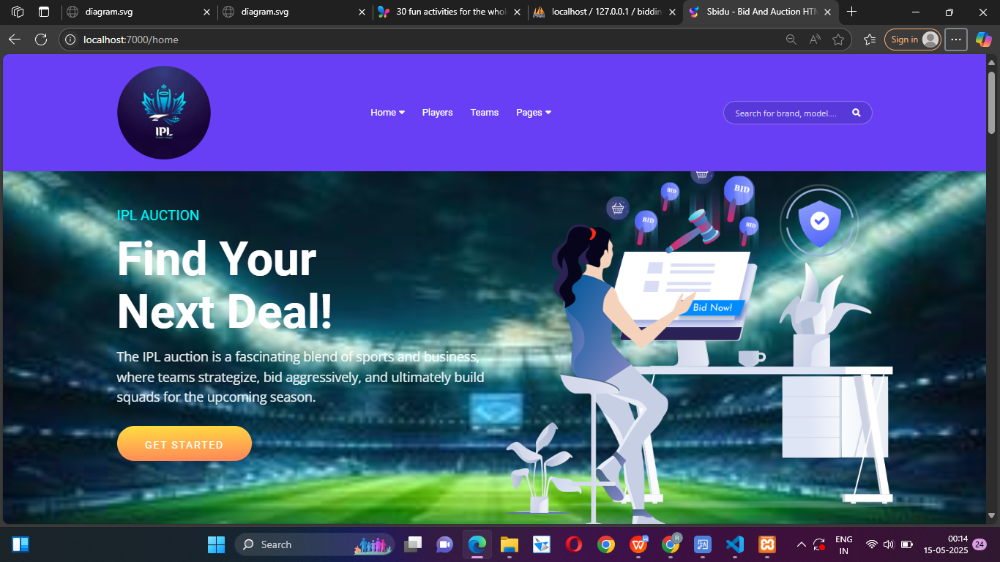 diagram.svg
diagram.svg
30 fun activities for the whol
localhost / 127.0.0.1 / biddin
Sbidu - Bid And Auction HTM
localhost:7000/home
Sign in
IPL
Home
Players
Teams
Pages
Search for brand, model....
IPL AUCTION
Find Your
Next Deal!
The IPL auction is a fascinating blend of sports and business,
where teams strategize, bid aggressively, and ultimately build
squads for the upcoming season.
GET STARTED
BID
BID
BID
BID
Bid Now!
Search
R
ENG
IN
00:14
15-05-2025
24